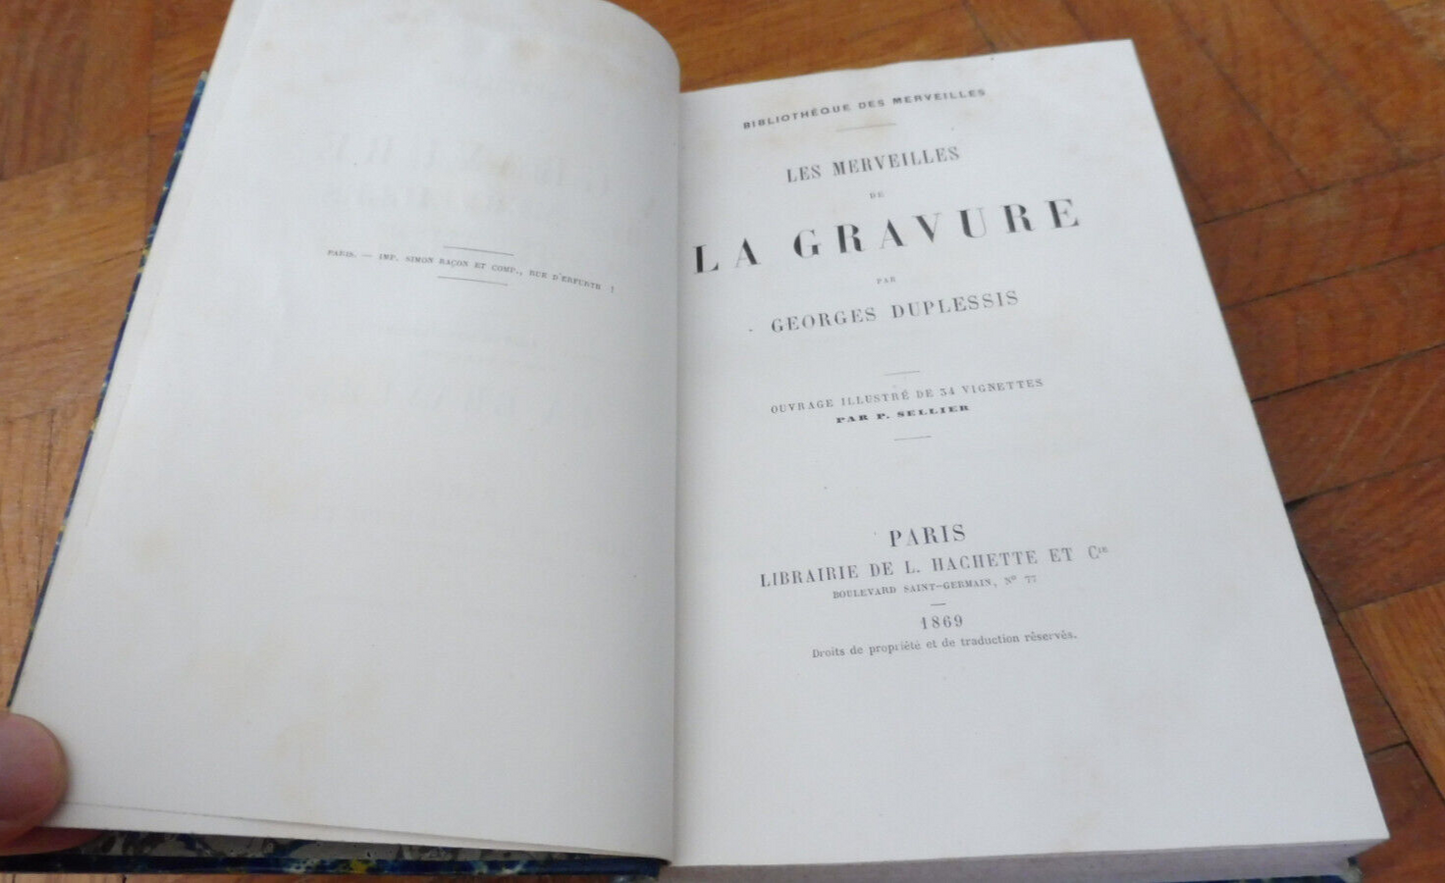 PARIS. — IMP. SIMON RAÇON ET COMP., RUE D'ERFURTH 1
BIBLIOTHÈQUE DES MERVEILLES
LES MERVEILLES
DE
LA GRAVURE
PAR
GEORGES DUPLESSIS
OUVRAGE ILLUSTRÉ DE 34 VIGNETTES
PAR P. SELLIER
PARIS
LIBRAIRIE DE L. HACHETTE ET Cie
BOULEVARD SAINT-GERMAIN, No 77
1869
Droits de propriété et de traduction réservés.